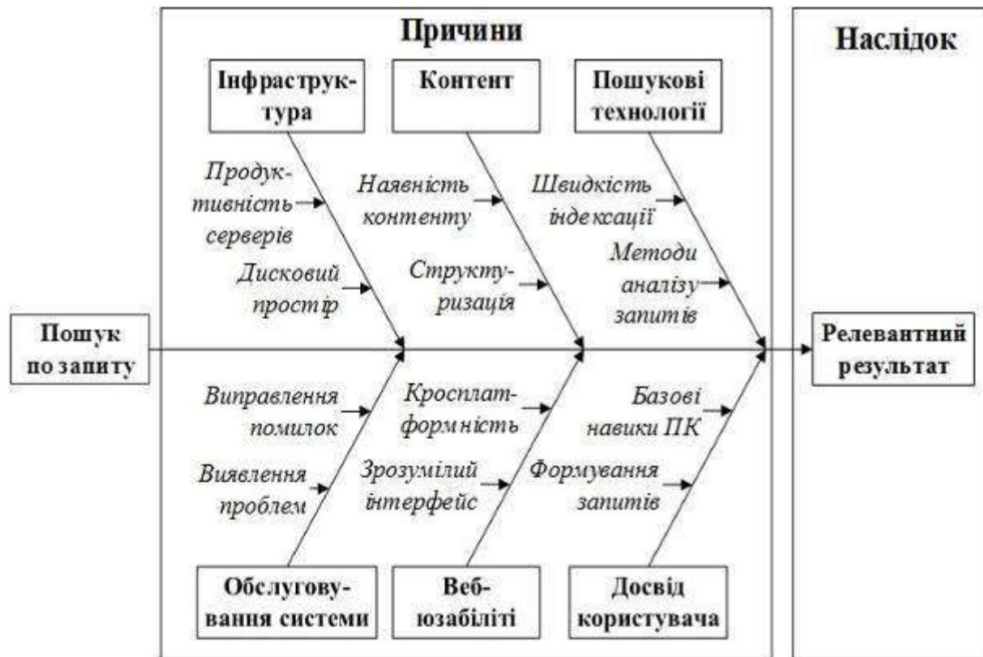 Причини
Наслідок
Інфраструк-
тура
Контент
Пошукові
технології
Продук-
тивність
серверів
Наявність
контенту
Швидкість
індексації
Дисковий
простір
Структу-
ризація
Методи
аналізу
запитів
Пошук
по запиту
Релевантний
результат
Виправлення
помилок
Кросплат-
формність
Базові
навики ПК
Виявлення
проблем
Зрозумілий
інтерфейс
Формування
запитів
Обслугову-
вання системи
Веб-
юзабіліті
Досвід
користувача